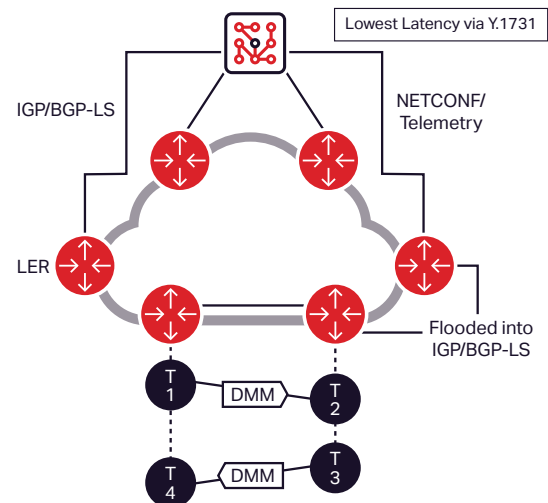 Lowest Latency via Y.1731
IGP/BGP-LS
NETCONF/
Telemetry
LER
Flooded into
IGP/BGP-LS
T
1
DMM
T
2
T
4
DMM
T
3